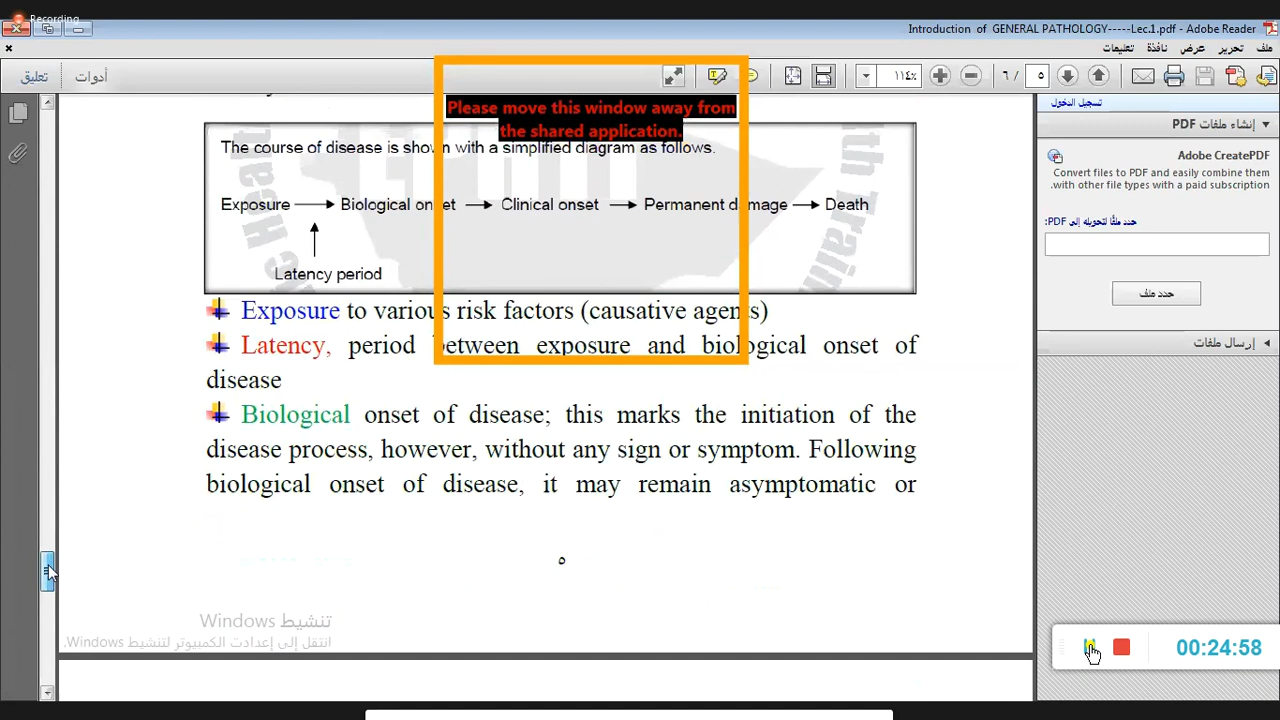 Recording
Introduction of GENERAL PATHOLOGY-----Lec.1.pdf - Adobe Reader
ملف تحرير عرض نافذة تعليمات
أدوات تعليق
٥ / ٦
١١٤٪
تسجيل الدخول
إنشاء ملفات PDF
Adobe CreatePDF
Convert files to PDF and easily combine them
with other file types with a paid subscription.
حدد ملفًا لتحويله إلى PDF:
حدد ملف
إرسال ملفات
Please move this window away from
the shared application.
The course of disease is shown with a simplified diagram as follows.
Exposure Biological onset Clinical onset Permanent damage Death
Latency period
Exposure to various risk factors (causative agents)
Latency, period between exposure and biological onset of
disease
Biological onset of disease; this marks the initiation of the
disease process, however, without any sign or symptom. Following
biological onset of disease, it may remain asymptomatic or
٥
تنشيط Windows
انتقل إلى إعدادات الكمبيوتر لتنشيط Windows.
00:24:58